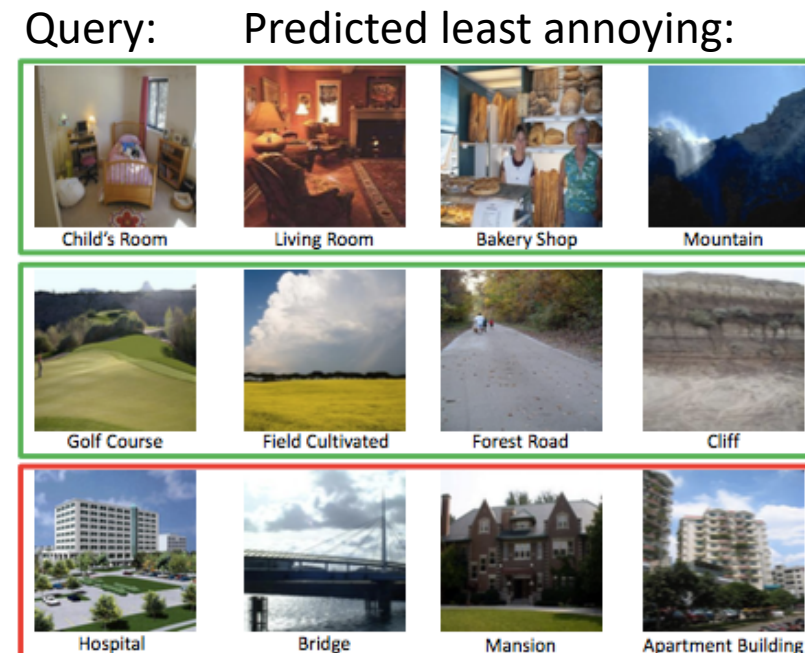 Query: Predicted least annoying:
Child's Room Living Room Bakery Shop Mountain
Golf Course Field Cultivated Forest Road Cliff
Hospital Bridge Mansion Apartment Building